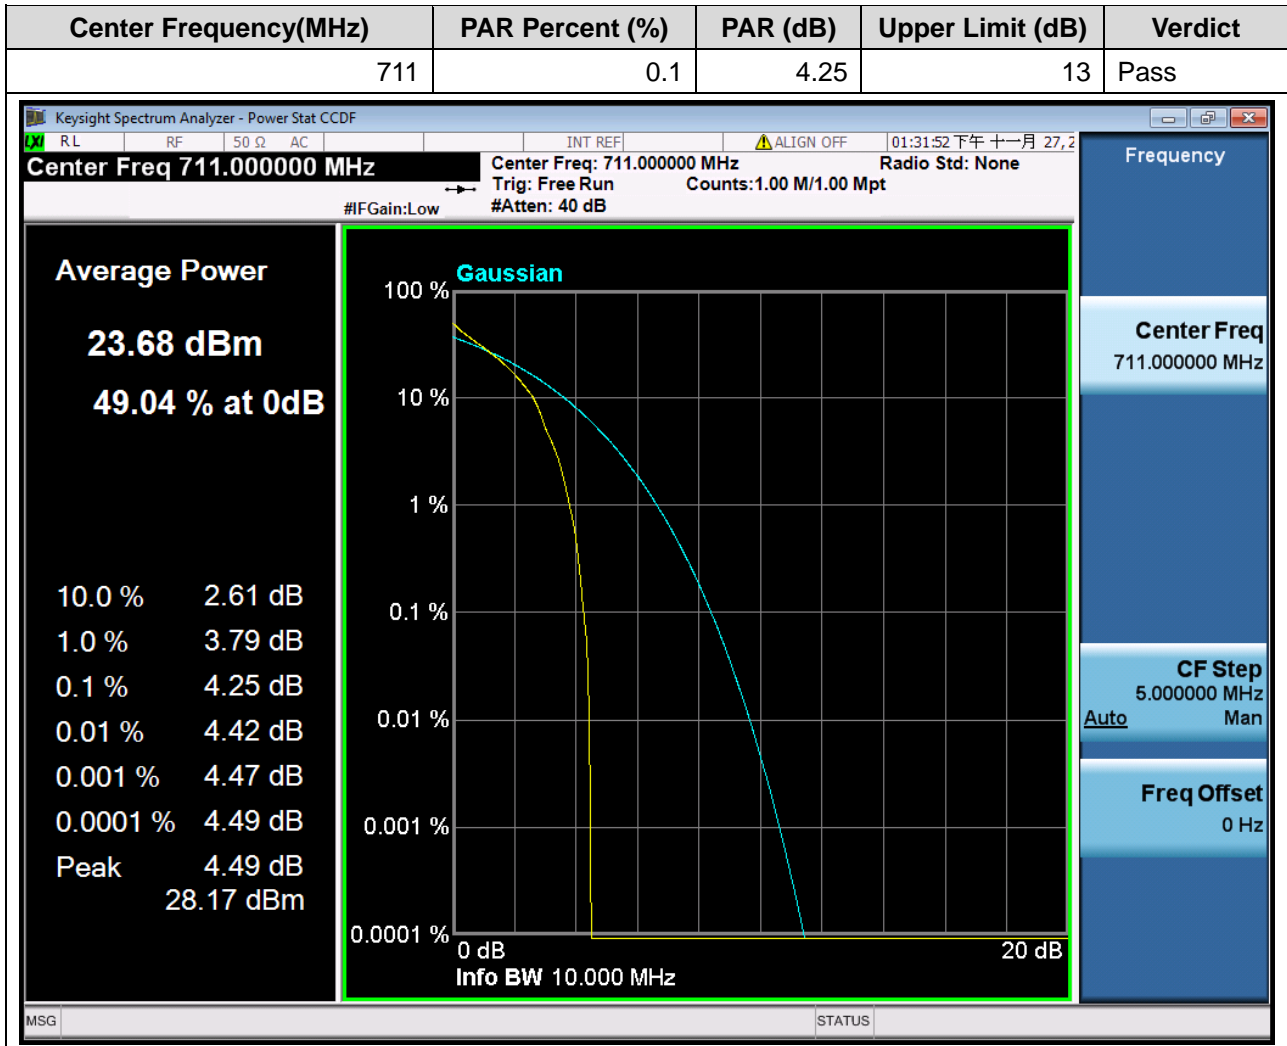 Center Frequency(MHz) PAR Percent (%) PAR (dB) Upper Limit (dB) Verdict
711 0.1 4.25 13 Pass
Keysight Spectrum Analyzer - Power Stat CCDF
LXI RL RF 50 Ω AC INT REF ALIGN OFF 01:31:52 下午 十一月 27, 2
Center Freq 711.000000 MHz
Center Freq: 711.000000 MHz Radio Std: None
Trig: Free Run Counts:1.00 M/1.00 Mpt
#IFGain:Low #Atten: 40 dB
Average Power
23.68 dBm
49.04 % at 0dB
10.0 % 2.61 dB
1.0 % 3.79 dB
0.1 % 4.25 dB
0.01 % 4.42 dB
0.001 % 4.47 dB
0.0001 % 4.49 dB
Peak 4.49 dB
28.17 dBm
Gaussian
100 %
10 %
1 %
0.1 %
0.01 %
0.001 %
0.0001 %
0 dB 20 dB
Info BW 10.000 MHz
Frequency
Center Freq
711.000000 MHz
CF Step
5.000000 MHz
Auto Man
Freq Offset
0 Hz
MSG STATUS